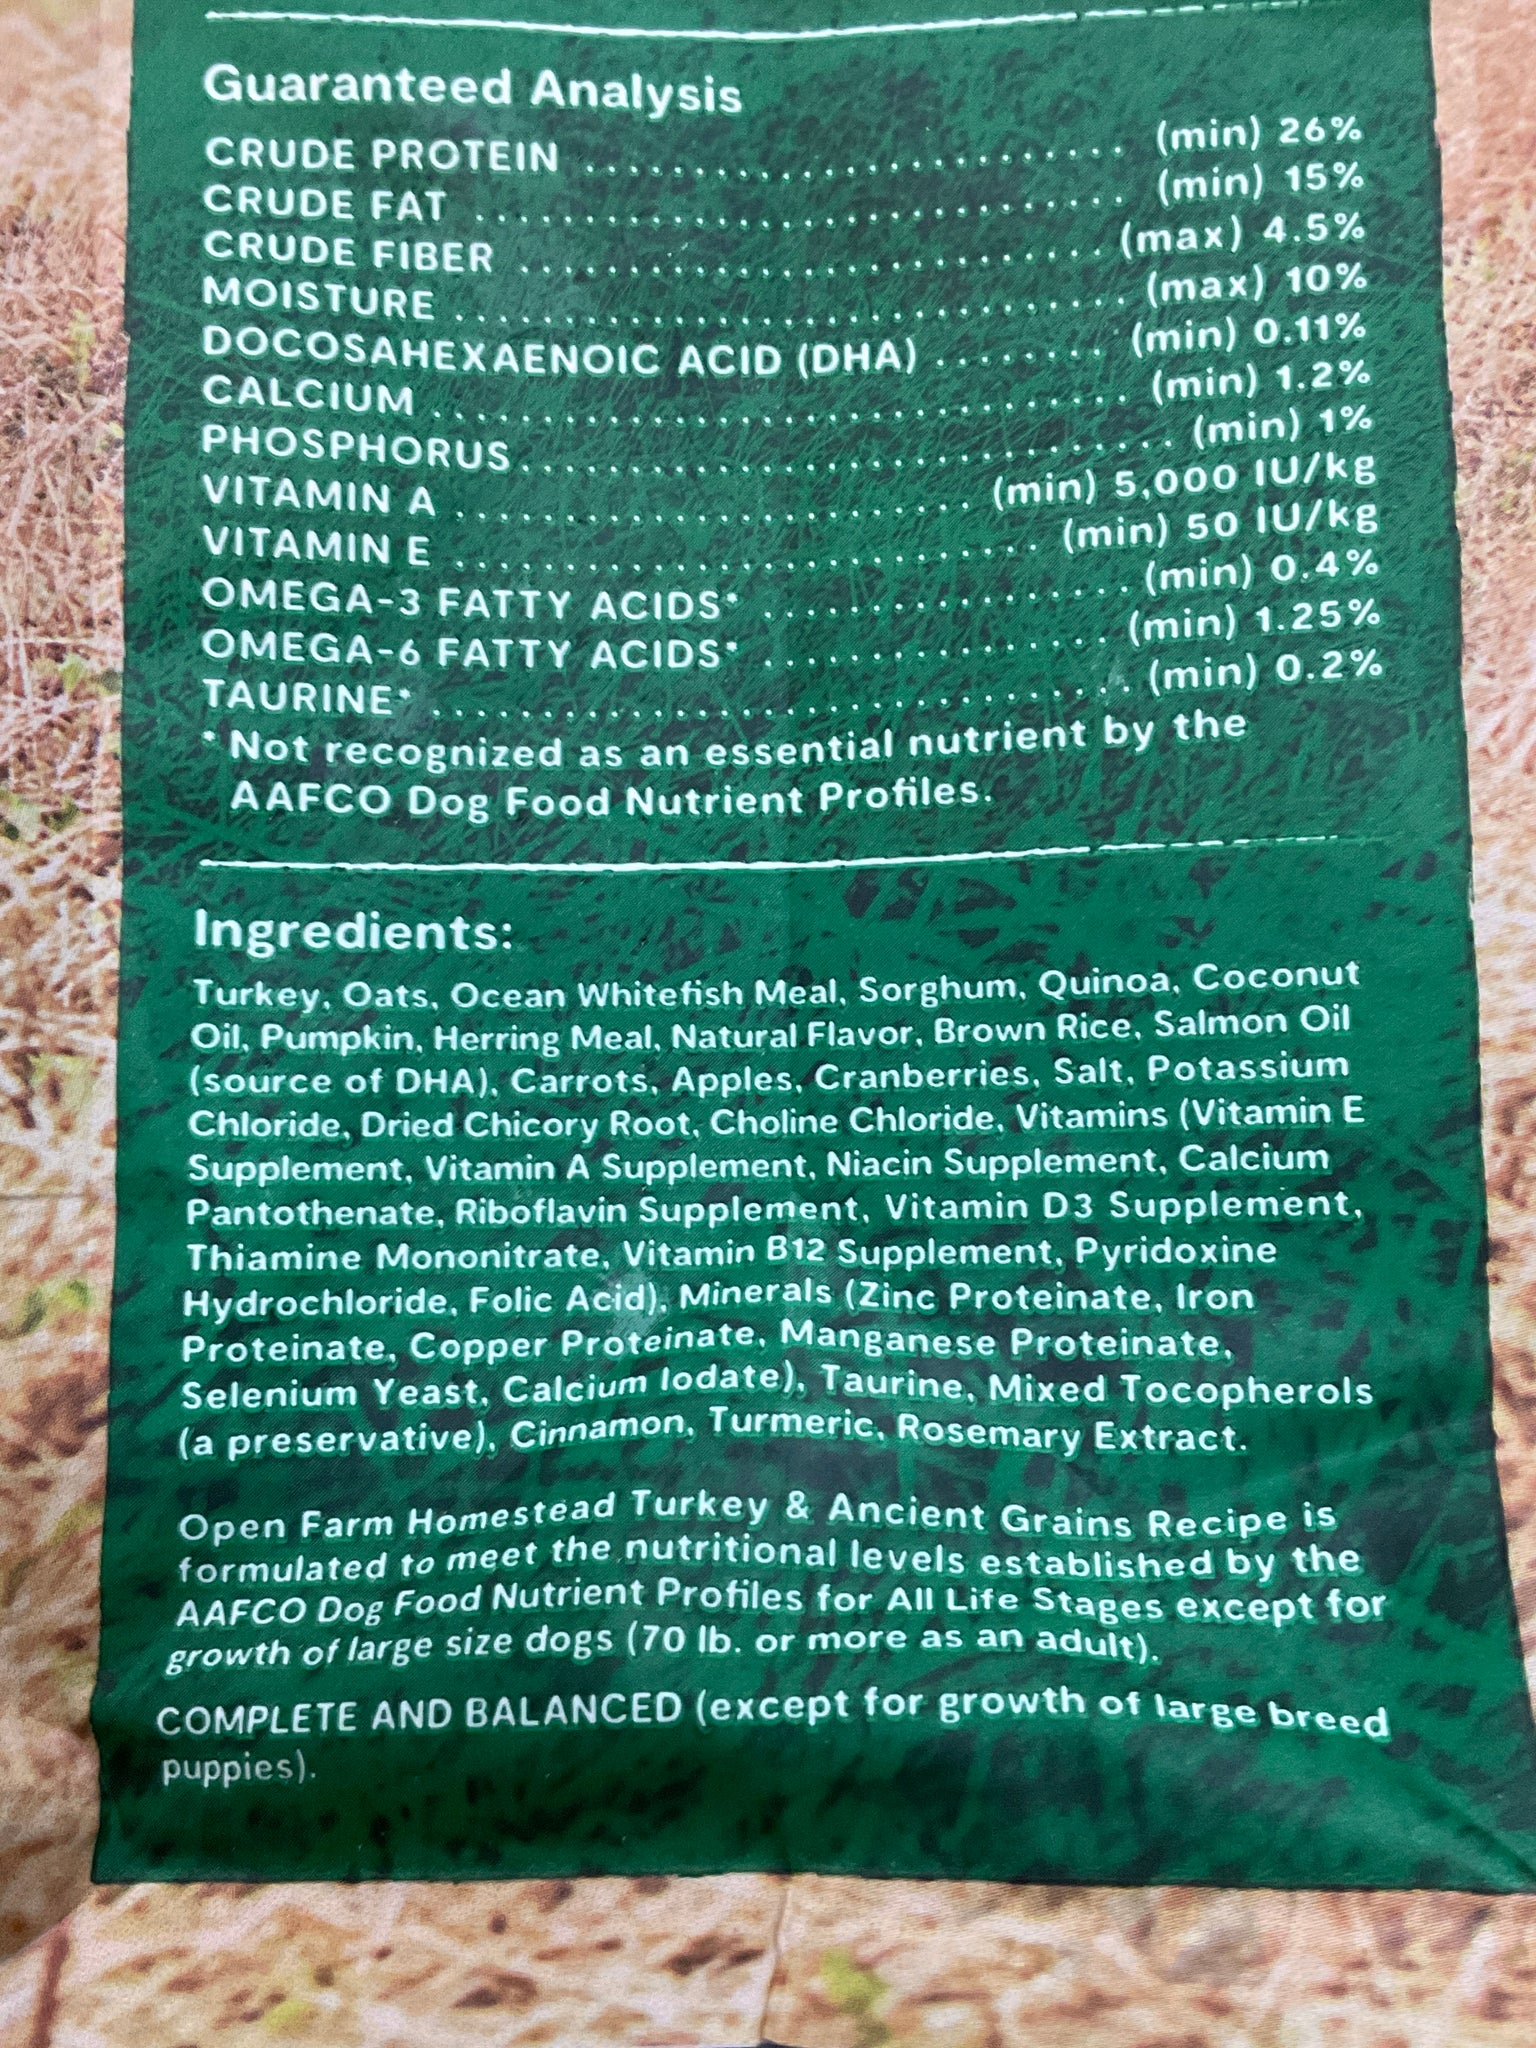 Guaranteed Analysis
CRUDE PROTEIN ............................ (min) 26%
CRUDE FAT .................................. (min) 15%
CRUDE FIBER ............................... (max) 4.5%
MOISTURE ................................... (max) 10%
DOCOSAHEXAENOIC ACID (DHA) ........ (min) 0.11%
CALCIUM .................................... (min) 1.2%
PHOSPHORUS.................................. (min) 1%
VITAMIN A ........................... (min) 5,000 IU/kg
VITAMIN E .............................. (min) 50 IU/kg
OMEGA-3 FATTY ACIDS* .................... (min) 0.4%
OMEGA-6 FATTY ACIDS* ................... (min) 1.25%
TAURINE* .................................... (min) 0.2%
* Not recognized as an essential nutrient by the
AAFCO Dog Food Nutrient Profiles.
Ingredients:
Turkey, Oats, Ocean Whitefish Meal, Sorghum, Quinoa, Coconut
Oil, Pumpkin, Herring Meal, Natural Flavor, Brown Rice, Salmon Oil
(source of DHA), Carrots, Apples, Cranberries, Salt, Potassium
Chloride, Dried Chicory Root, Choline Chloride, Vitamins (Vitamin E
Supplement, Vitamin A Supplement, Niacin Supplement, Calcium
Pantothenate, Riboflavin Supplement, Vitamin D3 Supplement,
Thiamine Mononitrate, Vitamin B12 Supplement, Pyridoxine
Hydrochloride, Folic Acid), Minerals (Zinc Proteinate, Iron
Proteinate, Copper Proteinate, Manganese Proteinate,
Selenium Yeast, Calcium Iodate), Taurine, Mixed Tocopherols
(a preservative), Cinnamon, Turmeric, Rosemary Extract.
Open Farm Homestead Turkey & Ancient Grains Recipe is
formulated to meet the nutritional levels established by the
AAFCO Dog Food Nutrient Profiles for All Life Stages except for
growth of large size dogs (70 lb. or more as an adult).
COMPLETE AND BALANCED (except for growth of large breed
puppies).